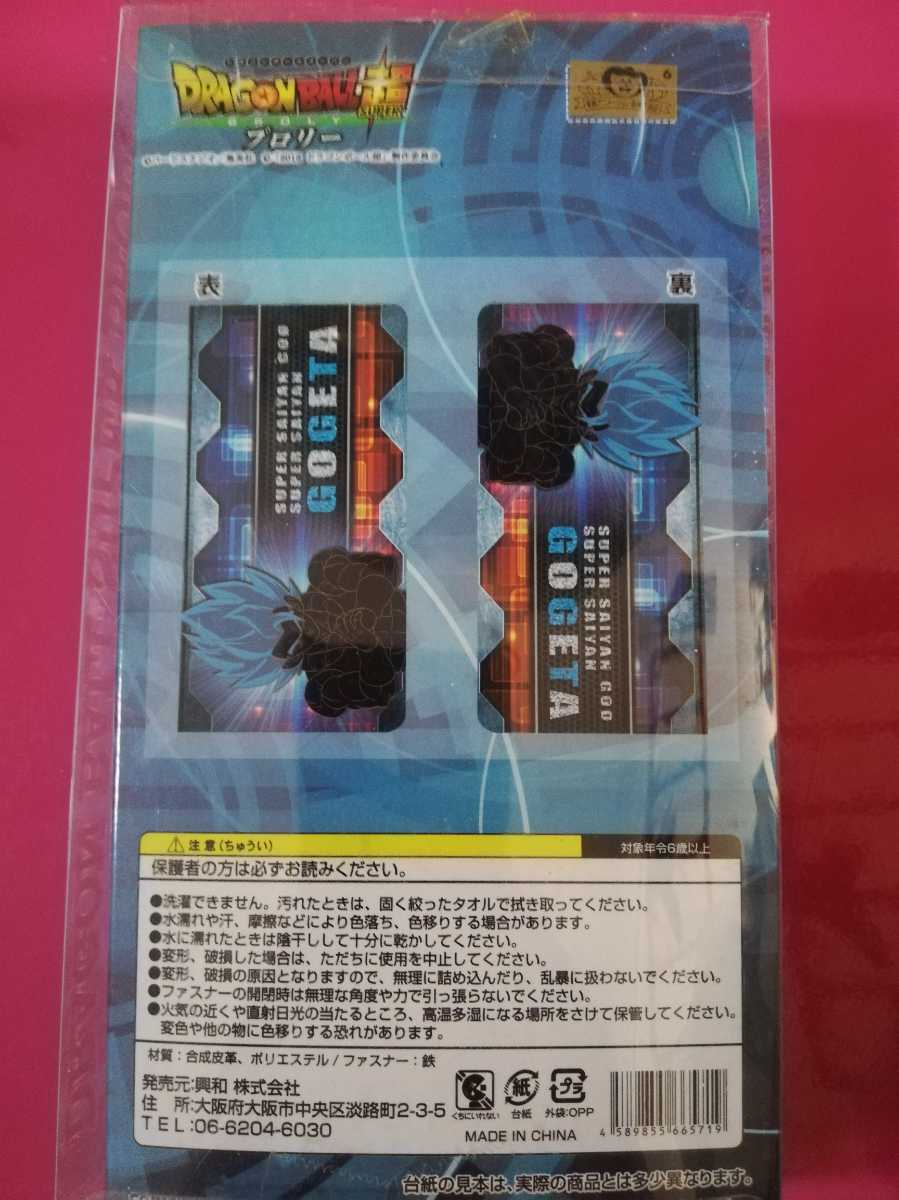 DRAGON BALL超
SUPER
BROLY
ブロリー
表
裏
SUPER SAIYAN GOD
SUPER SAIYAN
GOGETA
SUPER SAIYAN GOD
SUPER SAIYAN
GOGETA
注意(ちゅうい)
対象年令6歳以上
保護者の方は必ずお読みください。
●洗濯できません。汚れたときは、固く絞ったタオルで拭き取ってください。
●水濡れや汗、摩擦などにより色落ち、色移りする場合があります。
●水に濡れたときは陰干しして十分に乾かしてください。
●変形、破損した場合は、ただちに使用を中止してください。
●変形、破損の原因となりますので、無理に詰め込んだり、乱暴に扱わないでください。
●ファスナーの開閉時は無理な角度や力で引っ張らないでください。
●火気の近くや直射日光の当たるところ、高温多湿になる場所をさけて保管してください。
変色や他の物に色移りする恐れがあります。
材質：合成皮革、ポリエステル/ファスナー：鉄
発売元：興和 株式会社
住　所：大阪府大阪市中央区淡路町2-3-5
TEL：06-6204-6030
くちにいれない
紙
台紙
プラ
外袋：OPP
MADE IN CHINA
4 589855 665719
台紙の見本は、実際の商品とは多少異なります。